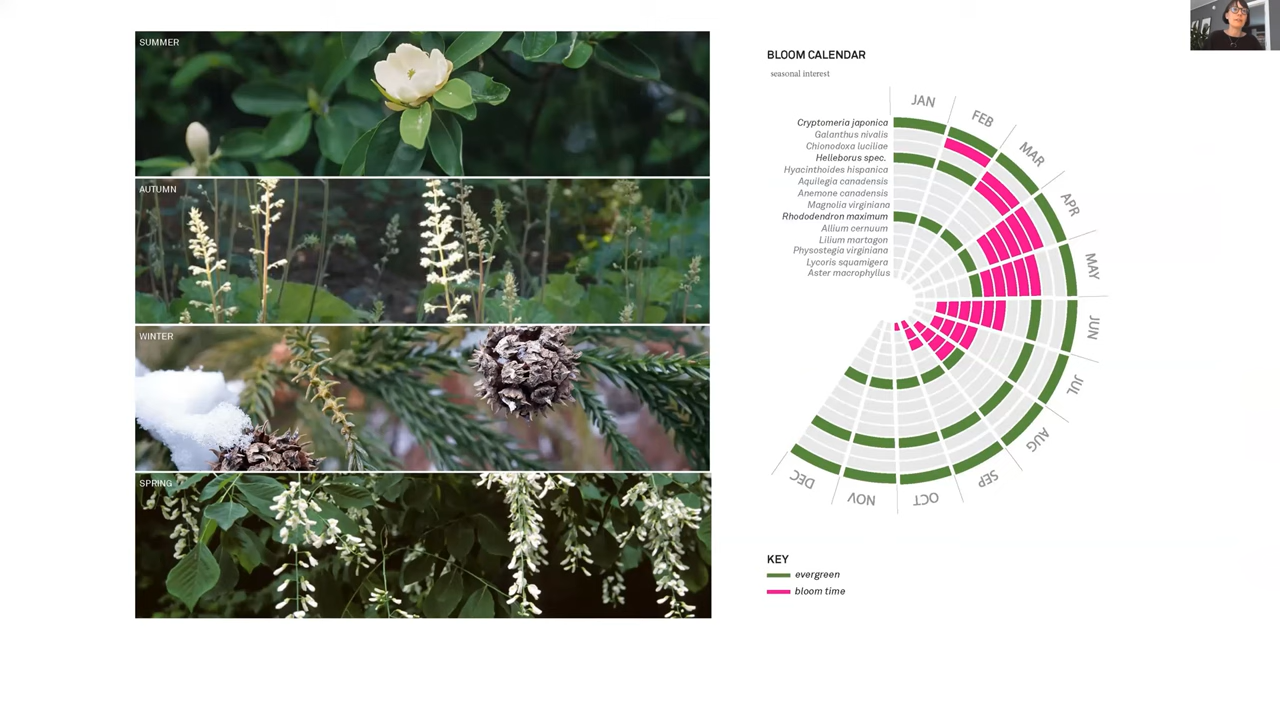 SUMMER
AUTUMN
WINTER
SPRING
BLOOM CALENDAR
seasonal interest
Cryptomeria japonica
Galanthus nivalis
Chionodoxa luciliae
Helleborus spec.
Hyacinthoides hispanica
Aquilegia canadensis
Anemone canadensis
Magnolia virginiana
Rhododendron maximum
Allium cernuum
Lilium martagon
Physostegia virginiana
Lycoris squamigera
Aster macrophyllus
JAN
FEB
MAR
APR
MAY
JUN
JUL
AUG
SEP
OCT
NOV
DEC
KEY
evergreen
bloom time